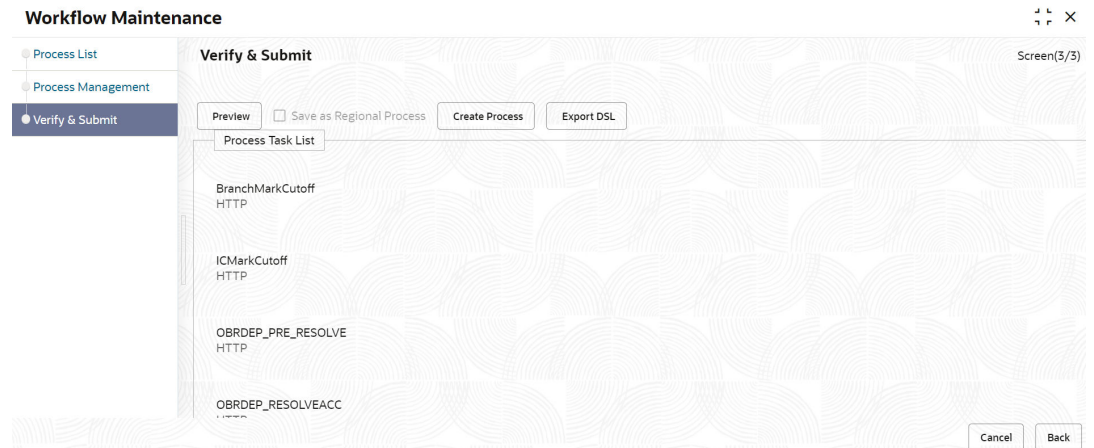 Workflow Maintenance
Process List
Process Management
Verify & Submit
Verify & Submit
Screen(3/3)
Preview
Save as Regional Process
Create Process
Export DSL
Process Task List
BranchMarkCutoff
HTTP
ICMarkCutoff
HTTP
OBRDEP_PRE_RESOLVE
HTTP
OBRDEP_RESOLVEACC
HTTP
Cancel
Back